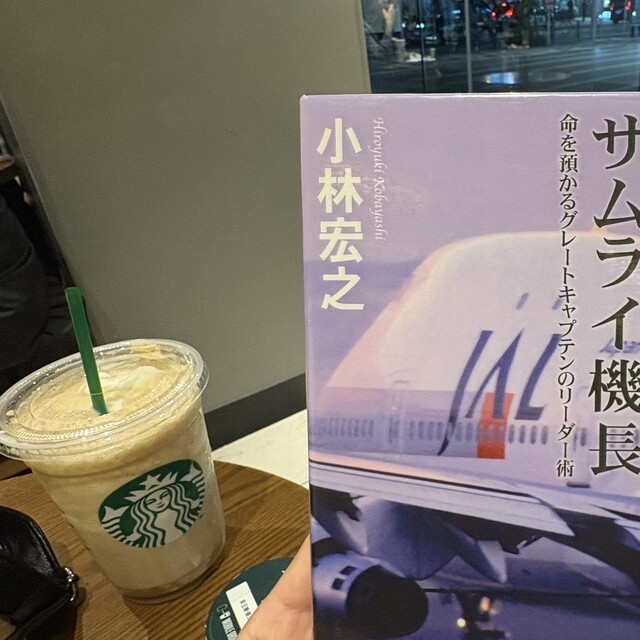 サムライ機長
命を預かるグレートキャプテンのリーダー術
小林宏之
Hiroyuki Kobayashi
JAL